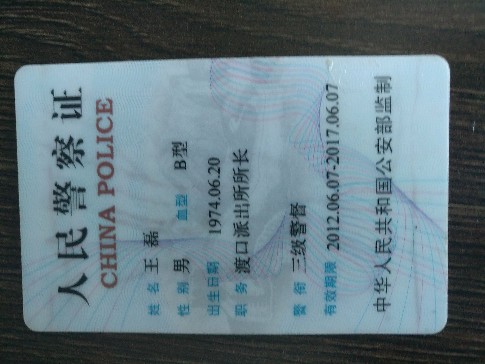 人民警察证
CHINA POLICE
姓名 王磊
性别 男 血型 B型
出生日期 1974.06.20
职务 渡口派出所所长
警衔 三级警督
有效期限 2012.06.07-2017.06.07
中华人民共和国公安部监制